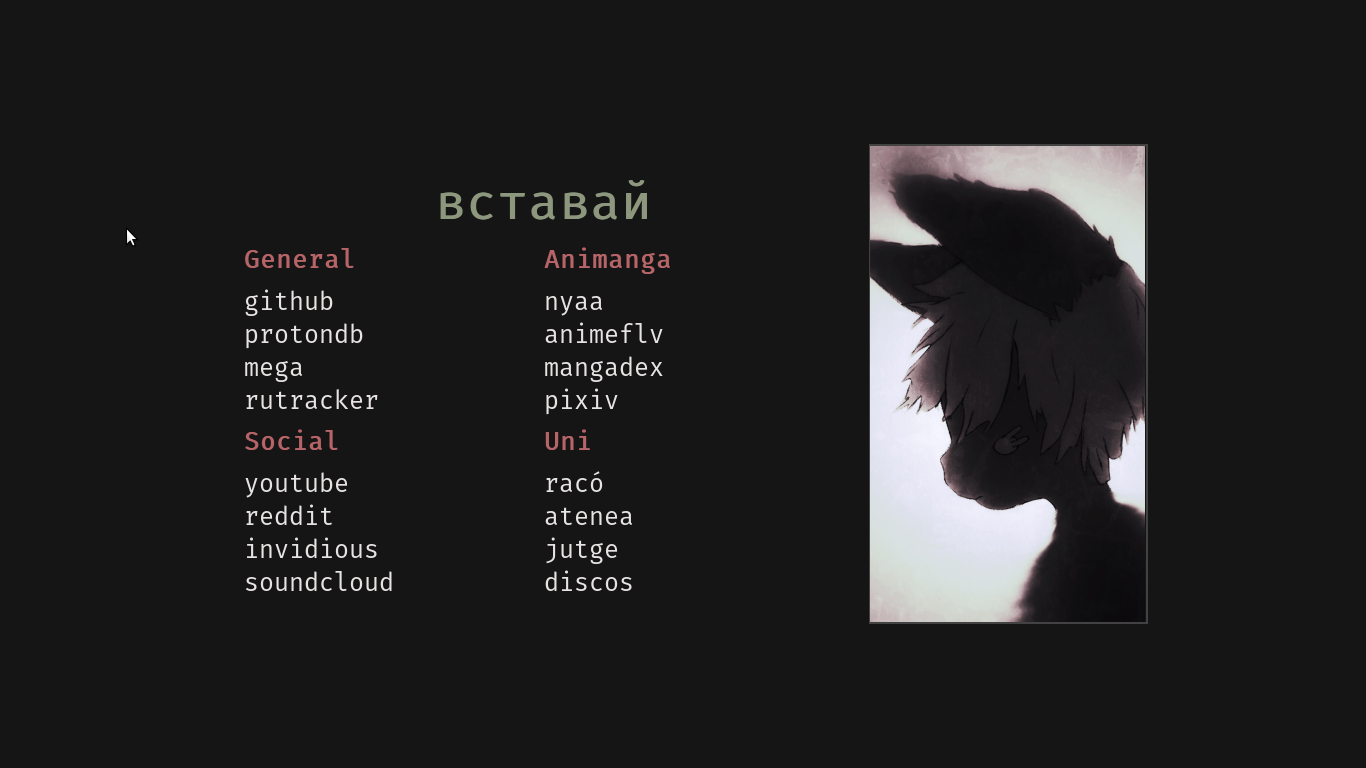 вставай
General
github
protondb
mega
rutracker
Animanga
nyaa
animeflv
mangadex
pixiv
Social
youtube
reddit
invidious
soundcloud
Uni
racó
atenea
jutge
discos